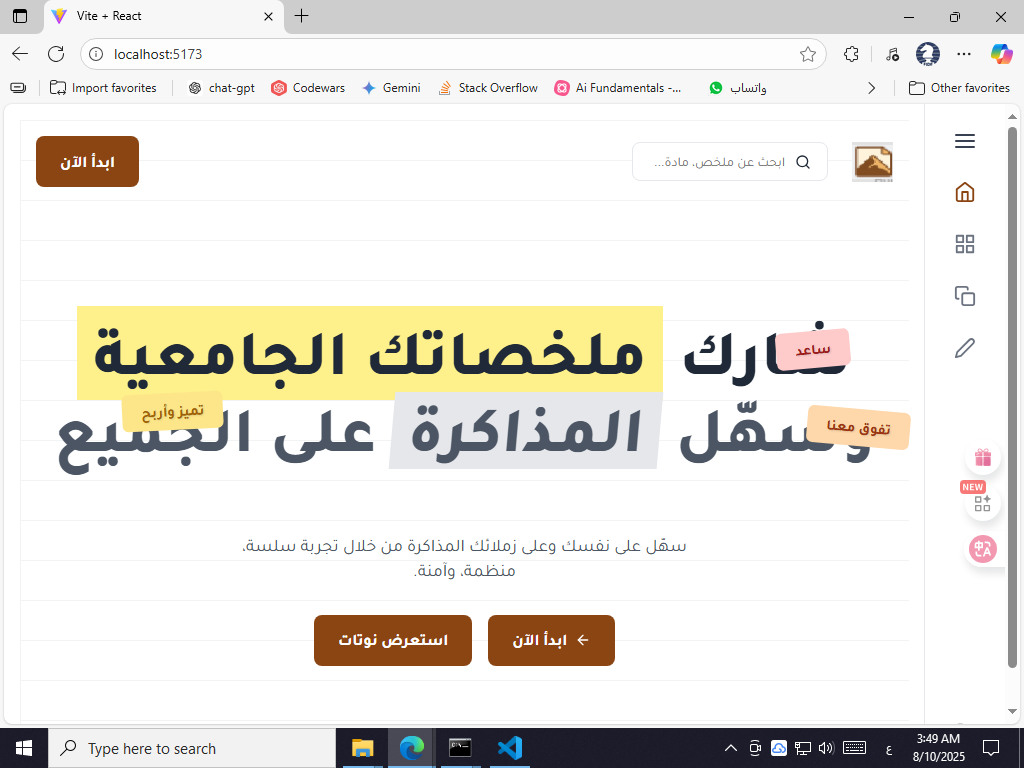 Vite + React
localhost:5173
Import favorites
chat-gpt
Codewars
Gemini
Stack Overflow
Ai Fundamentals -...
واتساب
Other favorites
ابحث عن ملخص، مادة...
ابدأ الآن
شارك ملخصاتك الجامعية
ساعد
تميز وأربح
وسهّل المذاكرة على الجميع
تفوق معنا
NEW
سهّل على نفسك وعلى زملائك المذاكرة من خلال تجربة سلسة،
منظمة، وآمنة.
ابدأ الآن
استعرض نوتات
Type here to search
ع
3:49 AM
8/10/2025